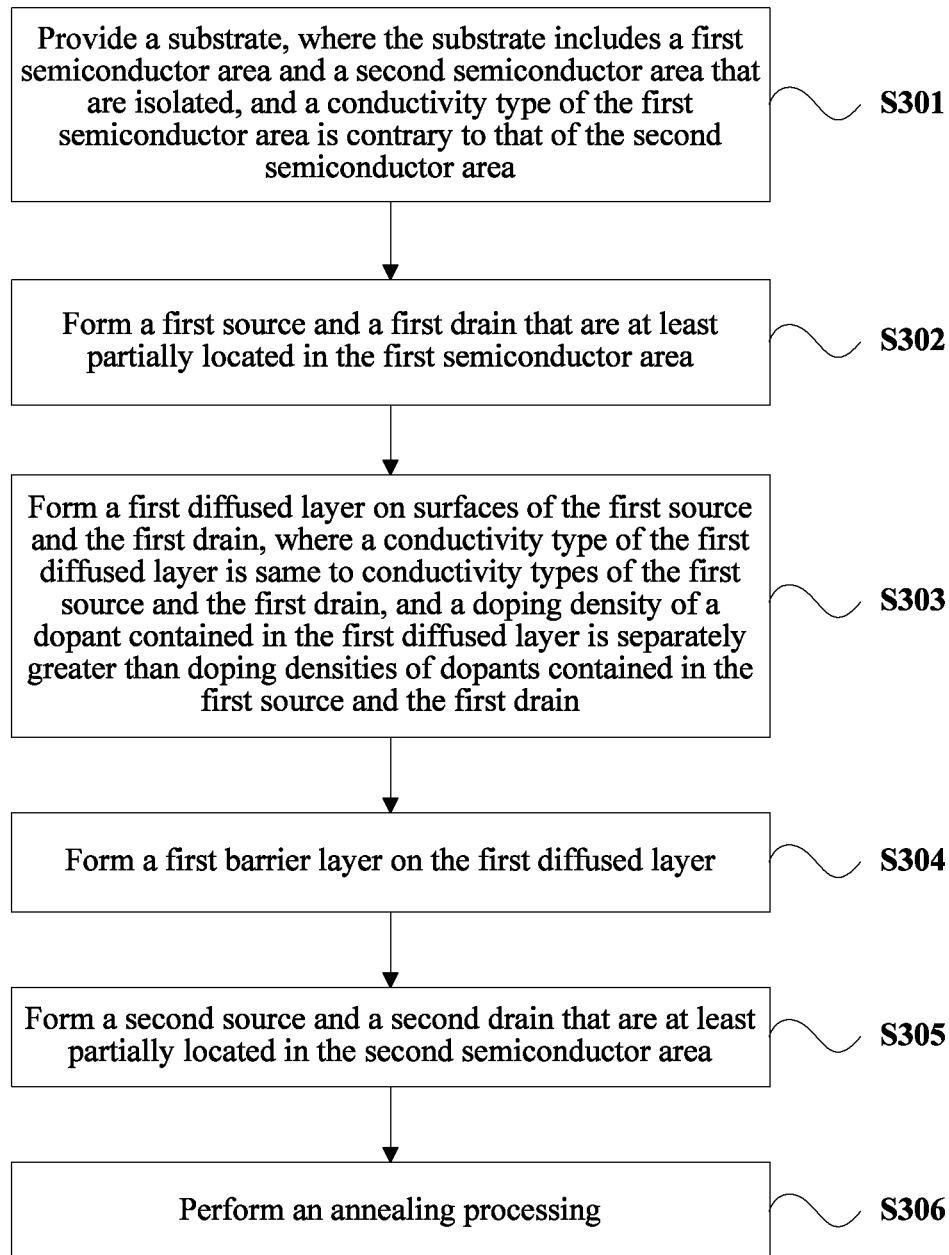 Provide a substrate, where the substrate includes a first
semiconductor area and a second semiconductor area that
are isolated, and a conductivity type of the first
semiconductor area is contrary to that of the second
semiconductor area
S301
Form a first source and a first drain that are at least
partially located in the first semiconductor area
S302
Form a first diffused layer on surfaces of the first source
and the first drain, where a conductivity type of the first
diffused layer is same to conductivity types of the first
source and the first drain, and a doping density of a
dopant contained in the first diffused layer is separately
greater than doping densities of dopants contained in the
first source and the first drain
S303
Form a first barrier layer on the first diffused layer
S304
Form a second source and a second drain that are at least
partially located in the second semiconductor area
S305
Perform an annealing processing
S306